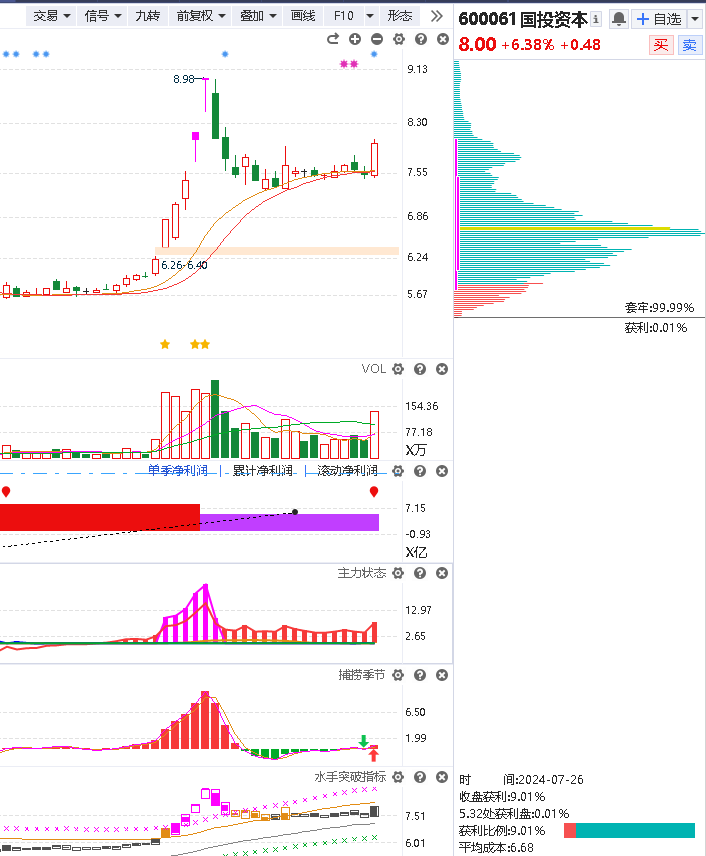 交易 信号 九转 前复权 叠加 画线 F10 形态
600061 国投资本 自选
8.00 +6.38% +0.48 买 卖
9.13
8.98
8.30
7.55
6.86
6.26-6.40
6.24
5.67
套牢:99.99%
获利:0.01%
VOL
154.36
77.18
X万
单季净利润 | 累计净利润 | 滚动净利润
7.15
-0.93
X亿
主力状态
12.97
2.65
捕捞季节
6.50
1.99
水手突破指标
7.51
6.01
时 间:2024-07-26
收盘获利:9.01%
5.32处获利盘:0.01%
获利比例:9.01%
平均成本:6.68